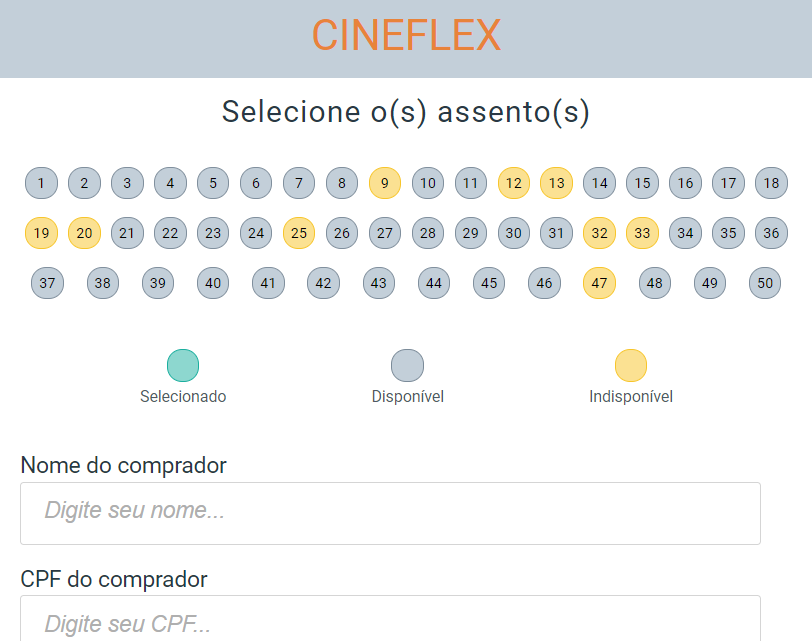 CINEFLEX
Selecione o(s) assento(s)
1 2 3 4 5 6 7 8 9 10 11 12 13 14 15 16 17 18
19 20 21 22 23 24 25 26 27 28 29 30 31 32 33 34 35 36
37 38 39 40 41 42 43 44 45 46 47 48 49 50
Selecionado Disponível Indisponível
Nome do comprador
Digite seu nome...
CPF do comprador
Digite seu CPF...